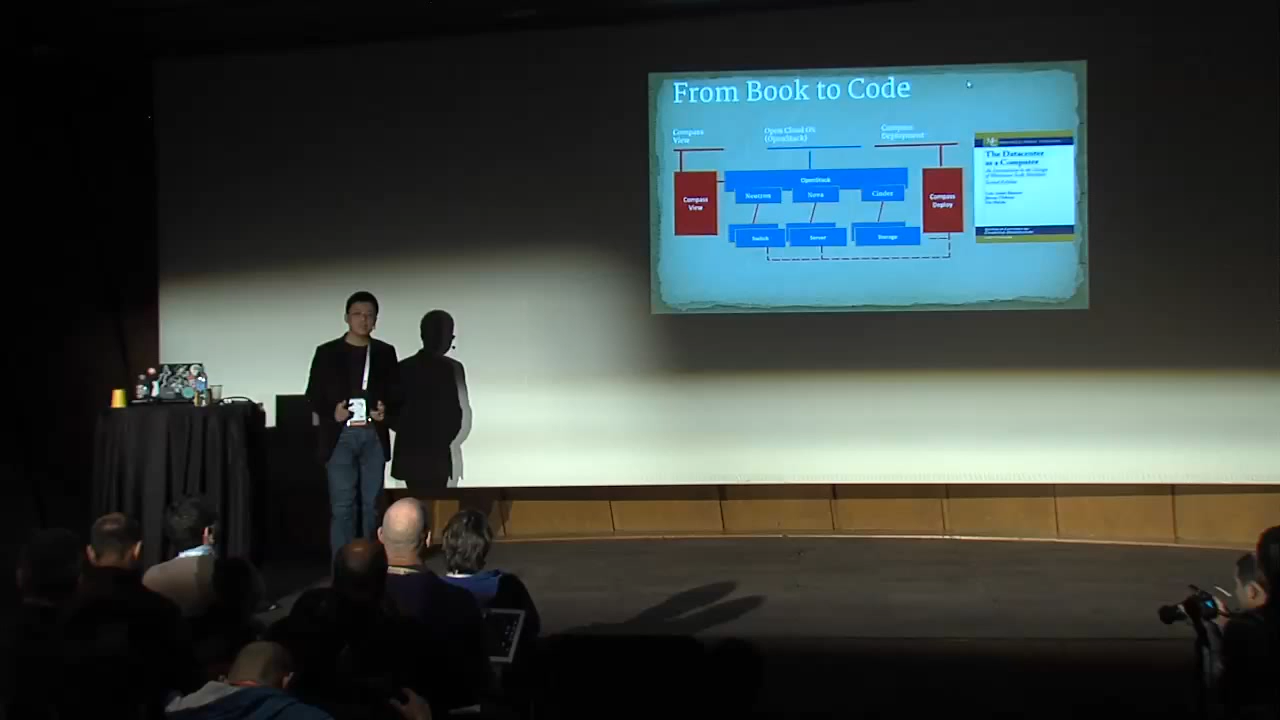 From Book to Code
Compass
View
Open Cloud OS
(OpenStack)
Compass
Deployment
OpenStack
Neutron
Nova
Cinder
Compass
View
Compass
Deploy
Switch
Server
Storage
The Datacenter
as a Computer